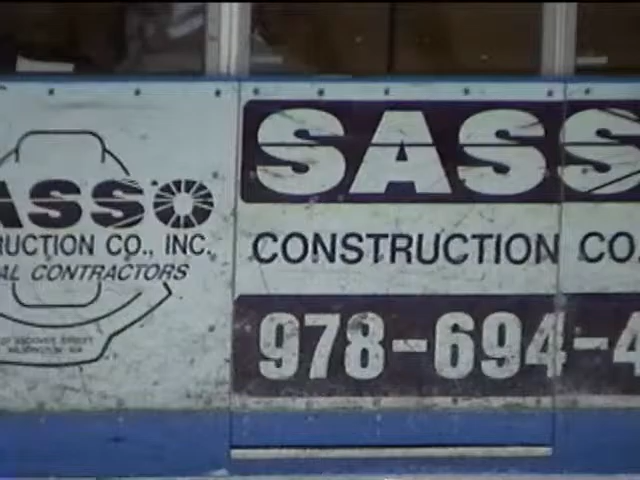 ASSO
RUCTION CO., INC.
AL CONTRACTORS
SASS
CONSTRUCTION CO.
978-694-4